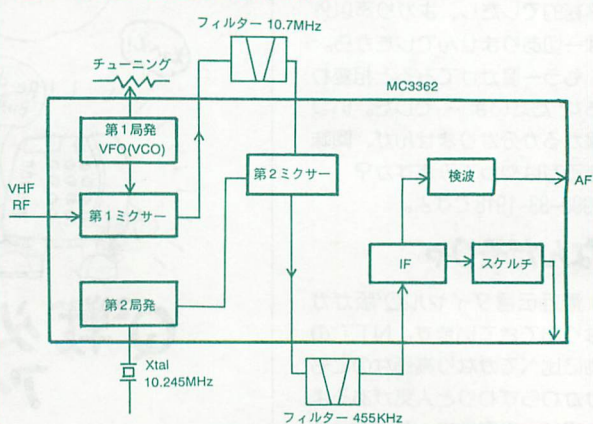 フィルター 10.7MHz
チューニング
MC3362
第1局発
VFO(VCO)
第2ミクサー
検波
AF
VHF
RF
第1ミクサー
IF
スケルチ
第2局発
Xtal
10.245MHz
フィルター 455KHz